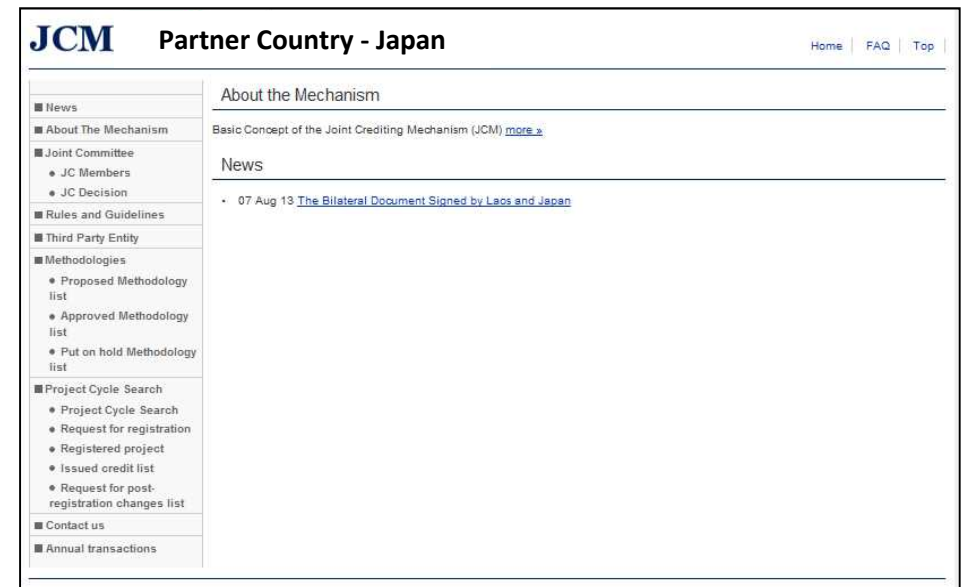 JCM Partner Country - Japan
Home FAQ Top
News
About The Mechanism
Joint Committee
JC Members
JC Decision
Rules and Guidelines
Third Party Entity
Methodologies
Proposed Methodology
list
Approved Methodology
list
Put on hold Methodology
list
Project Cycle Search
Project Cycle Search
Request for registration
Registered project
Issued credit list
Request for post-
registration changes list
Contact us
Annual transactions
About the Mechanism
Basic Concept of the Joint Crediting Mechanism (JCM) more »
News
07 Aug 13 The Bilateral Document Signed by Laos and Japan